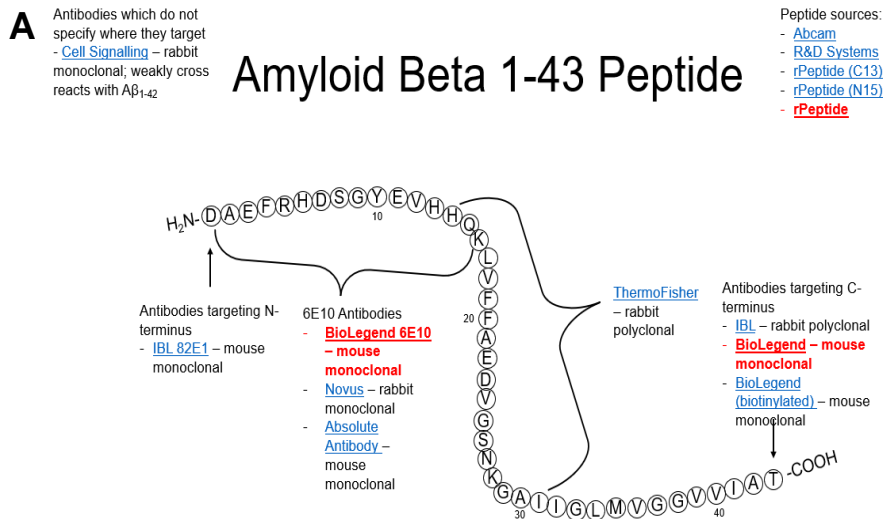 A
Antibodies which do not
specify where they target
- Cell Signalling – rabbit
monoclonal; weakly cross
reacts with Aβ1-42
Amyloid Beta 1-43 Peptide
Peptide sources:
- Abcam
- R&D Systems
- rPeptide (C13)
- rPeptide (N15)
- rPeptide
H2N-DAEFRHDSGYEVHHQKLVFFAEDVGSNKGAIIGLMVGGVVIAT-COOH
10
20
30
40
Antibodies targeting N-
terminus
- IBL 82E1 – mouse
monoclonal
6E10 Antibodies
- BioLegend 6E10
– mouse
monoclonal
- Novus – rabbit
monoclonal
- Absolute
Antibody –
mouse
monoclonal
ThermoFisher
– rabbit
polyclonal
Antibodies targeting C-
terminus
- IBL – rabbit polyclonal
- BioLegend – mouse
monoclonal
- BioLegend
(biotinylated) – mouse
monoclonal